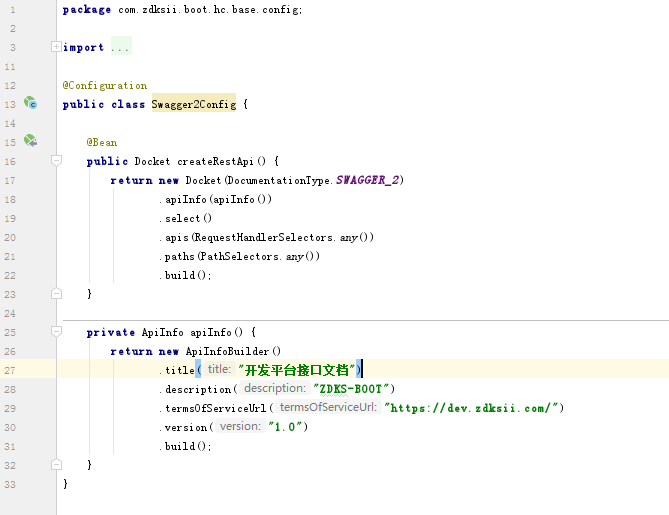 1 package com.zdksii.boot.hc.base.config;
2
3 import ...
11
12 @Configuration
13 public class Swagger2Config {
14
15 @Bean
16 public Docket createRestApi() {
17 return new Docket(DocumentationType.SWAGGER_2)
18 .apiInfo(apiInfo())
19 .select()
20 .apis(RequestHandlerSelectors.any())
21 .paths(PathSelectors.any())
22 .build();
23 }
24
25 private ApiInfo apiInfo() {
26 return new ApiInfoBuilder()
27 .title( title: "开发平台接口文档")
28 .description( description: "ZDKS-BOOT")
29 .termsOfServiceUrl( termsOfServiceUrl: "https://dev.zdksii.com/")
30 .version( version: "1.0")
31 .build();
32 }
33 }